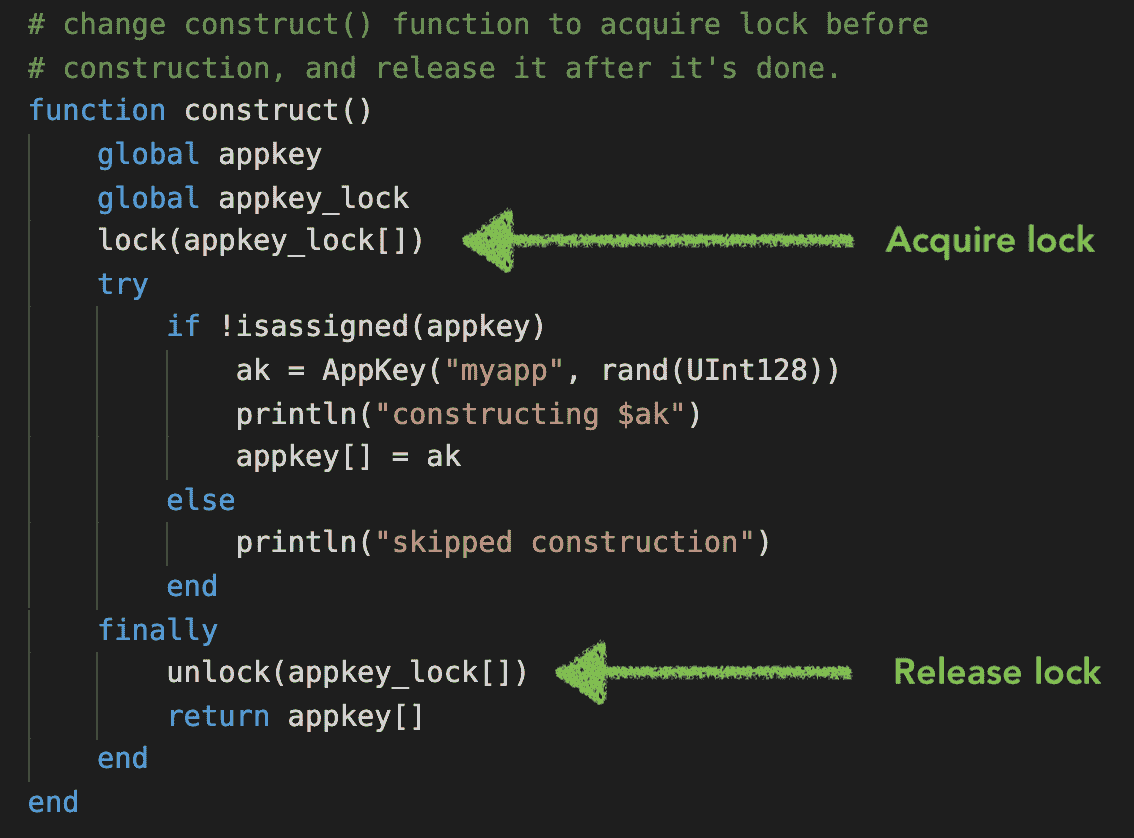 # change construct() function to acquire lock before
# construction, and release it after it's done.
function construct()
global appkey
global appkey_lock
lock(appkey_lock[])
Acquire lock
try
if !isassigned(appkey)
ak = AppKey("myapp", rand(UInt128))
println("constructing $ak")
appkey[] = ak
else
println("skipped construction")
end
finally
unlock(appkey_lock[])
Release lock
return appkey[]
end
end